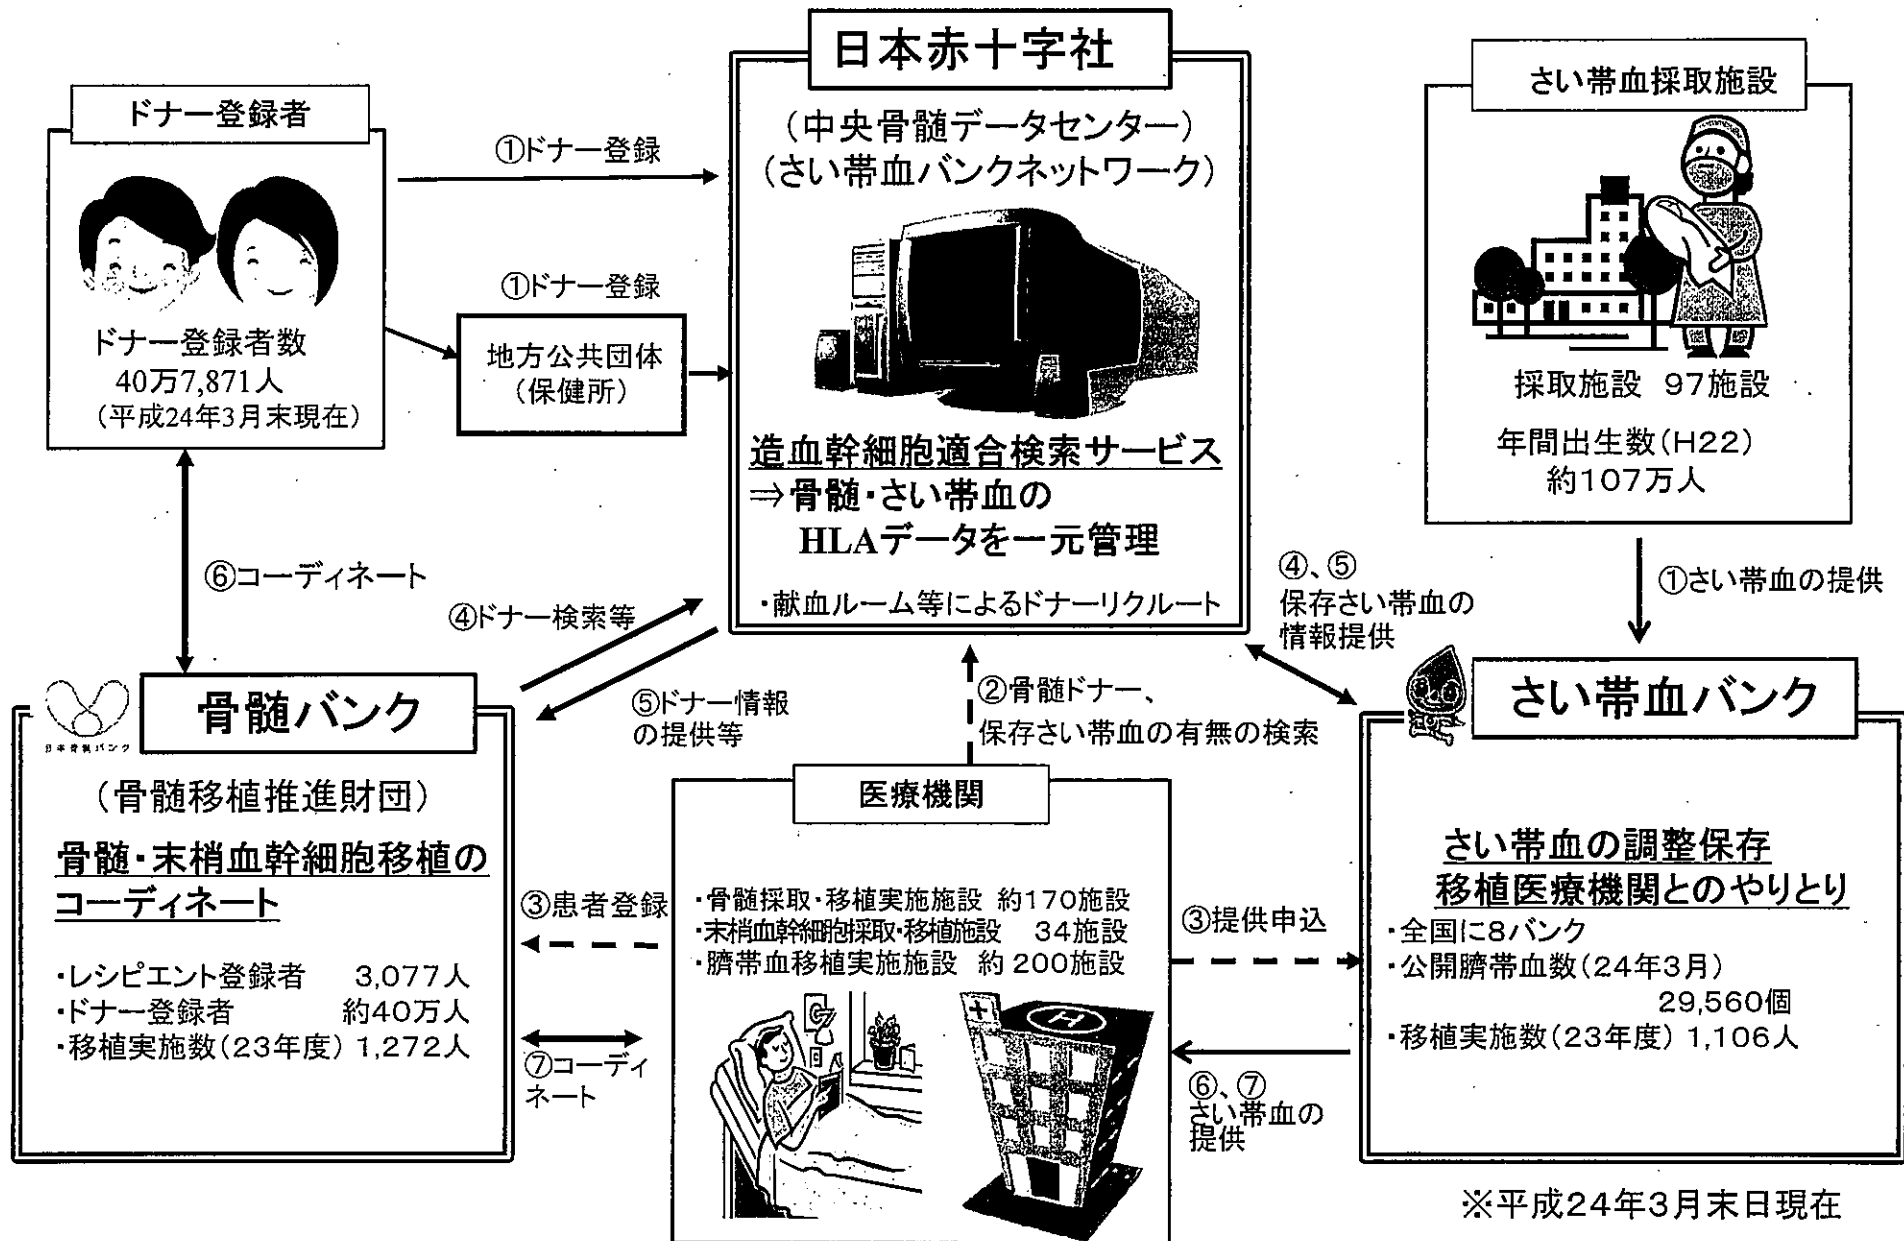 日本赤十字社
(中央骨髄データセンター)
(さい帯血バンクネットワーク)
造血幹細胞適合検索サービス
⇒骨髄・さい帯血の
HLAデータを一元管理
・献血ルーム等によるドナーリクルート
ドナー登録者
ドナー登録者数
40万7,871人
(平成24年3月末現在)
①ドナー登録
①ドナー登録
地方公共団体
(保健所)
さい帯血採取施設
採取施設 97施設
年間出生数(H22)
約107万人
①さい帯血の提供
⑥コーディネート
④ドナー検索等
⑤ドナー情報
の提供等
②骨髄ドナー、
保存さい帯血の有無の検索
④、⑤
保存さい帯血の
情報提供
日本骨髄バンク
骨髄バンク
(骨髄移植推進財団)
骨髄・末梢血幹細胞移植の
コーディネート
・レシピエント登録者 3,077人
・ドナー登録者 約40万人
・移植実施数(23年度) 1,272人
③患者登録
⑦コーディ
ネート
医療機関
・骨髄採取・移植実施施設 約170施設
・末梢血幹細胞採取・移植施設 34施設
・臍帯血移植実施施設 約200施設
H
③提供申込
⑥、⑦
さい帯血の
提供
さい帯血バンク
さい帯血の調整保存
移植医療機関とのやりとり
・全国に8バンク
・公開臍帯血数(24年3月)
29,560個
・移植実施数(23年度) 1,106人
※平成24年3月末日現在